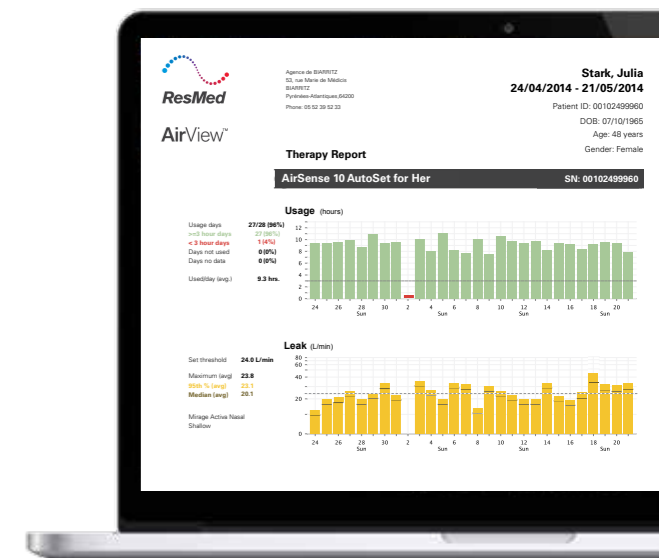 ResMed
AirView™
Agence de BIARRITZ
53, rue Marie de Médicis
BIARRITZ
Pyrénées-Atlantiques,64200
Phone: 05 52 39 52 33
Stark, Julia
24/04/2014 - 21/05/2014
Patient ID: 00102499960
DOB: 07/10/1965
Age: 48 years
Gender: Female
Therapy Report
AirSense 10 AutoSet for Her SN: 00102499960
Usage (hours)
Usage days 27/28 (96%)
>=3 hour days 27 (96%)
< 3 hour days 1 (4%)
Days not used 0 (0%)
Days no data 0 (0%)
Used/day (avg.) 9.3 hrs.
12
10
8
6
4
2
0
24 26 28 30 2 4 6 8 10 12 14 16 18 20
Sun Sun Sun Sun
Leak (L/min)
Set threshold 24.0 L/min
Maximum (avg) 23.8
95th % (avg) 23.1
Median (avg) 20.1
Mirage Activa Nasal
Shallow
80
60
40
20
0
24 26 28 30 2 4 6 8 10 12 14 16 18 20
Sun Sun Sun Sun